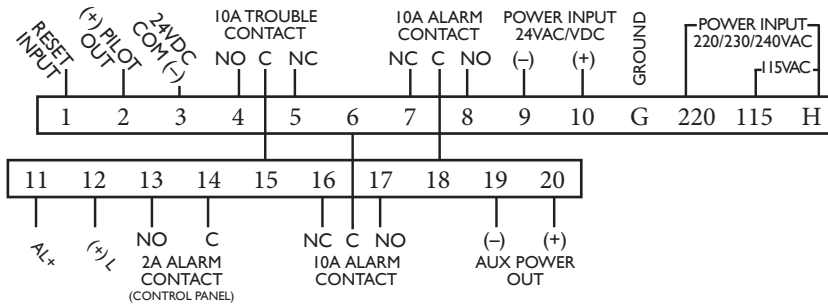 RESET INPUT
(+) PILOT OUT
24VDC COM (–)
10A TROUBLE CONTACT
NO C NC
10A ALARM CONTACT
NC C NO
POWER INPUT
24VAC/VDC
(–) (+)
GROUND
POWER INPUT
220/230/240VAC
115VAC
1 2 3 4 5 6 7 8 9 10 G 220 115 H
11 12 13 14 15 16 17 18 19 20
AL+
(+) L
NO C
2A ALARM
CONTACT
(CONTROL PANEL)
NC C NO
10A ALARM
CONTACT
(–) (+)
AUX POWER
OUT